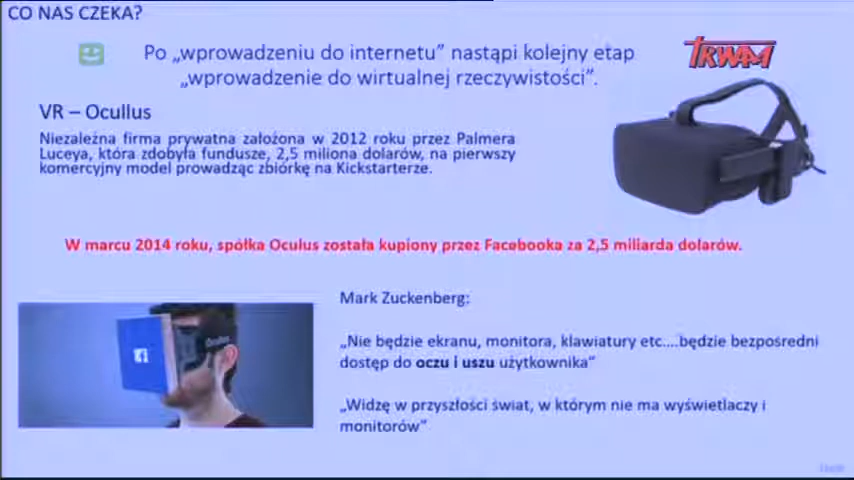 CO NAS CZEKA?
Po „wprowadzeniu do internetu” nastąpi kolejny etap
„wprowadzenie do wirtualnej rzeczywistości”.
TRWAM
VR – Ocullus
Niezależna firma prywatna założona w 2012 roku przez Palmera
Luceya, która zdobyła fundusze, 2,5 miliona dolarów, na pierwszy
komercyjny model prowadząc zbiórkę na Kickstarterze.
W marcu 2014 roku, spółka Oculus została kupiony przez Facebooka za 2,5 miliarda dolarów.
Mark Zuckenberg:
„Nie będzie ekranu, monitora, klawiatury etc....będzie bezpośredni
dostęp do oczu i uszu użytkownika”
„Widzę w przyszłości świat, w którym nie ma wyświetlaczy i
monitorów”
f